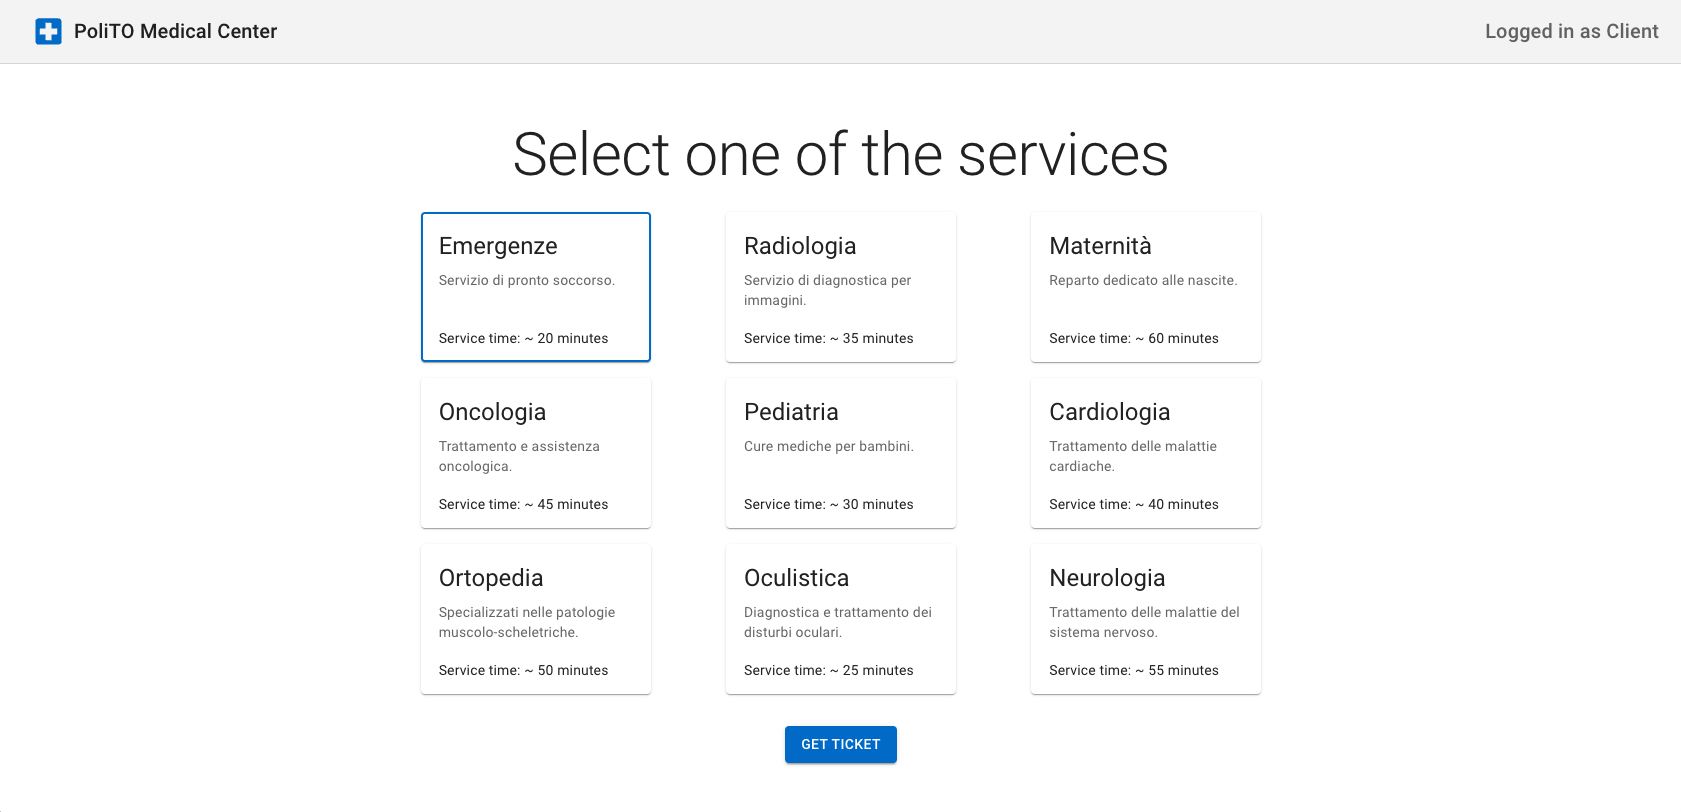 PoliTO Medical Center
Logged in as Client
Select one of the services
Emergenze
Servizio di pronto soccorso.
Service time: ~ 20 minutes
Radiologia
Servizio di diagnostica per
immagini.
Service time: ~ 35 minutes
Maternità
Reparto dedicato alle nascite.
Service time: ~ 60 minutes
Oncologia
Trattamento e assistenza
oncologica.
Service time: ~ 45 minutes
Pediatria
Cure mediche per bambini.
Service time: ~ 30 minutes
Cardiologia
Trattamento delle malattie
cardiache.
Service time: ~ 40 minutes
Ortopedia
Specializzati nelle patologie
muscolo-scheletriche.
Service time: ~ 50 minutes
Oculistica
Diagnostica e trattamento dei
disturbi oculari.
Service time: ~ 25 minutes
Neurologia
Trattamento delle malattie del
sistema nervoso.
Service time: ~ 55 minutes
GET TICKET